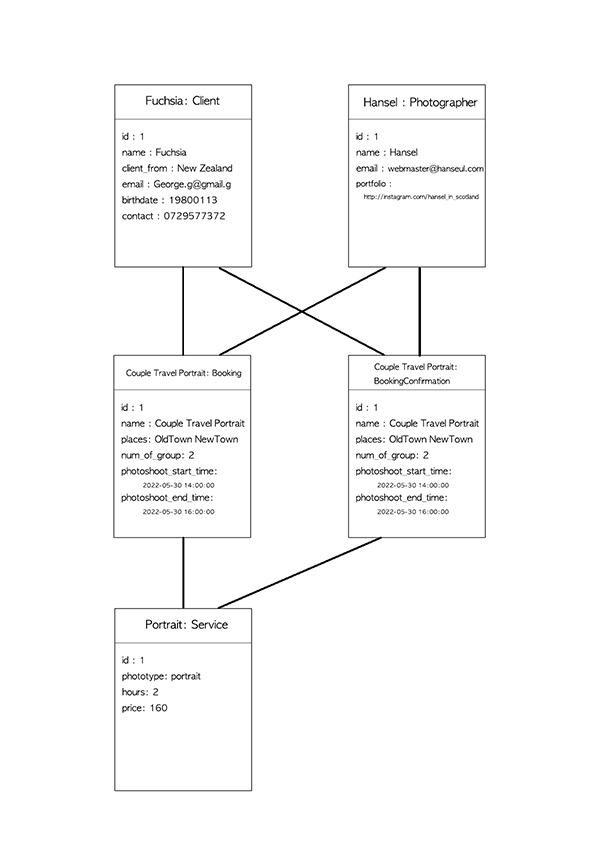 Fuchsia: Client
id : 1
name : Fuchsia
client_from : New Zealand
email : George.g@gmail.g
birthdate : 19800113
contact : 0729577372
Hansel : Photographer
id : 1
name : Hansel
email : webmaster@hanseul.com
portfolio :
http://instagram.com/hansel_in_scotland
Couple Travel Portrait: Booking
id : 1
name : Couple Travel Portrait
places: OldTown NewTown
num_of_group: 2
photoshoot_start_time:
2022-05-30 14:00:00
photoshoot_end_time:
2022-05-30 16:00:00
Couple Travel Portrait:
BookingConfirmation
id : 1
name : Couple Travel Portrait
places: OldTown NewTown
num_of_group: 2
photoshoot_start_time:
2022-05-30 14:00:00
photoshoot_end_time:
2022-05-30 16:00:00
Portrait: Service
id : 1
phototype: portrait
hours: 2
price: 160